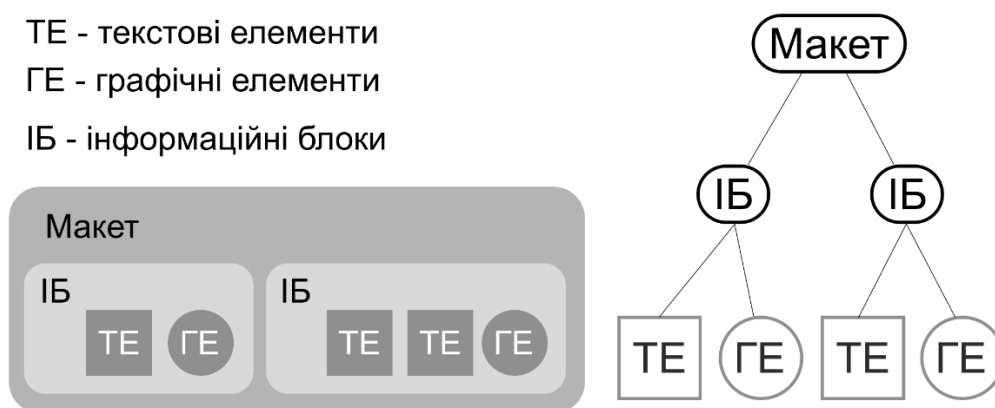 ТЕ - текстові елементи
ГЕ - графічні елементи
ІБ - інформаційні блоки
Макет
ІБ
ТЕ ГЕ
ІБ
ТЕ ТЕ ГЕ
Макет
ІБ ІБ
ТЕ ГЕ ТЕ ГЕ